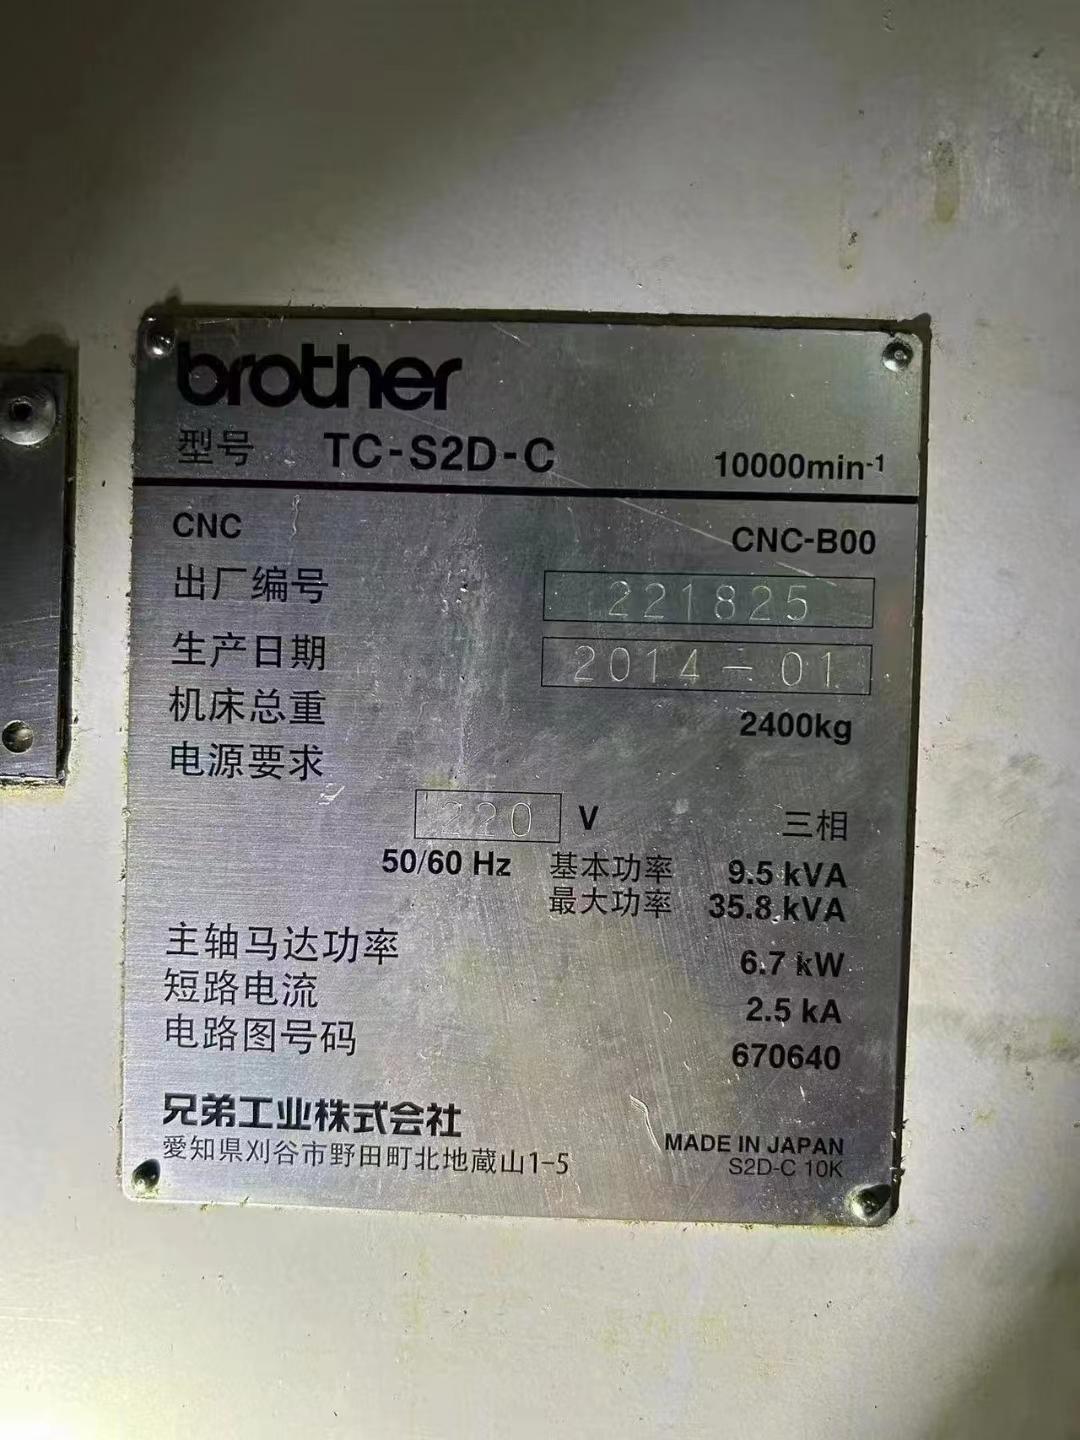 brother
型号 TC-S2D-C 10000min-1
CNC CNC-B00
出厂编号 221825
生产日期 2014-01
机床总重 2400kg
电源要求
220 V 三相
50/60 Hz 基本功率 9.5 kVA
最大功率 35.8 kVA
主轴马达功率 6.7 kW
短路电流 2.5 kA
电路图号码 670640
兄弟工业株式会社
愛知県刈谷市野田町北地蔵山1-5
MADE IN JAPAN
S2D-C 10K